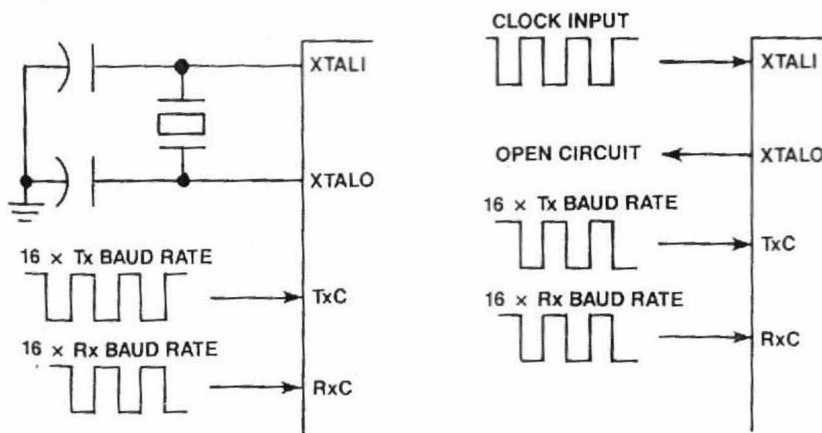 XTALI
XTALO
16 × Tx BAUD RATE
TxC
16 × Rx BAUD RATE
RxC
CLOCK INPUT
XTALI
OPEN CIRCUIT
XTALO
16 × Tx BAUD RATE
TxC
16 × Rx BAUD RATE
RxC